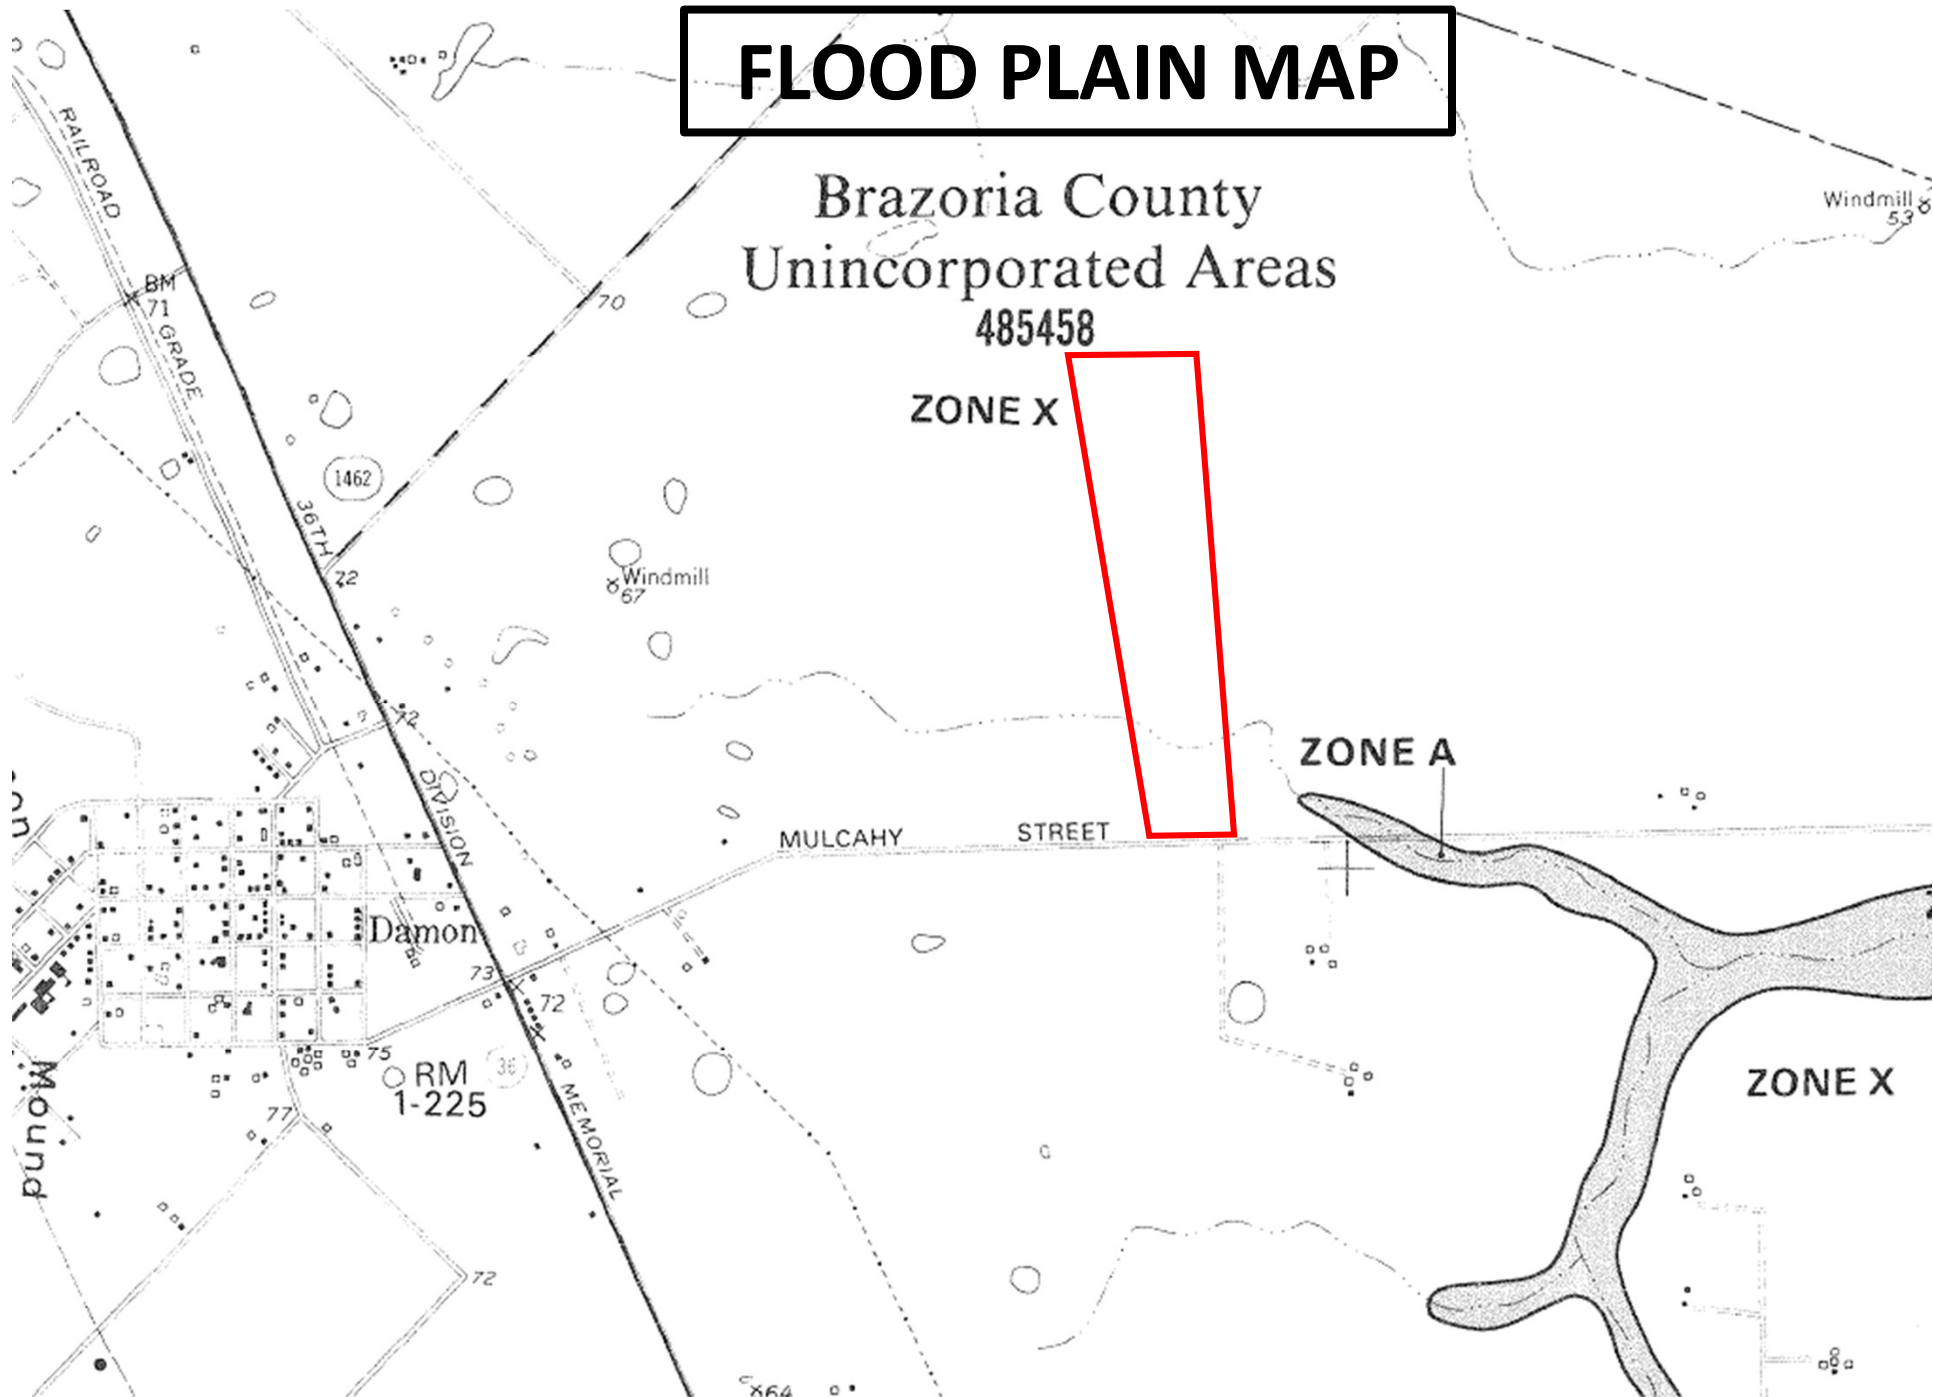 FLOOD PLAIN MAP
Brazoria County
Unincorporated Areas
485458
Windmill
53
RAILROAD
GRADE
BM
71
70
ZONE X
1462
36TH
72
Windmill
67
72
DIVISION
ZONE A
MULCAHY STREET
Damon
73
72
75
RM
1-225
36
MEMORIAL
77
72
Mound
ZONE X
64